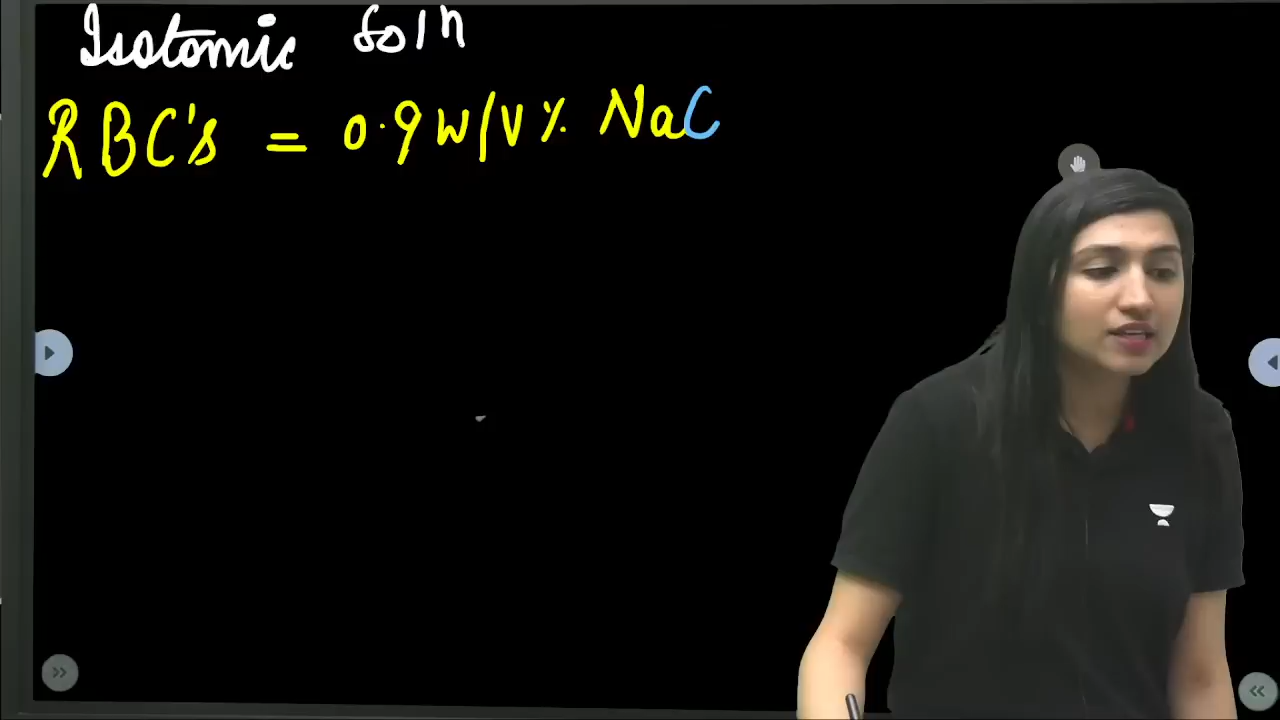 Isotonic soln
RBC's = 0.9 w/v % NaC